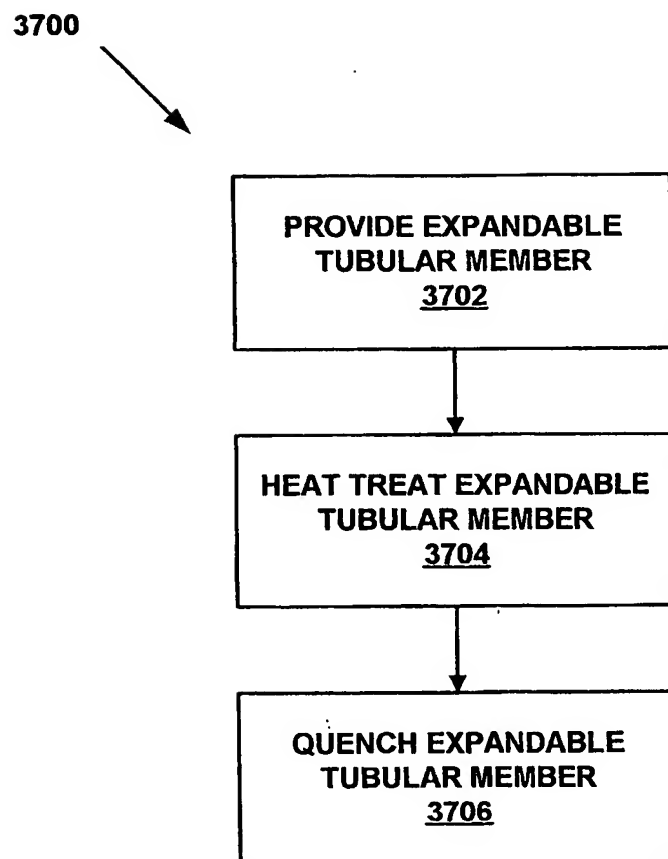 3700
PROVIDE EXPANDABLE
TUBULAR MEMBER
3702
HEAT TREAT EXPANDABLE
TUBULAR MEMBER
3704
QUENCH EXPANDABLE
TUBULAR MEMBER
3706